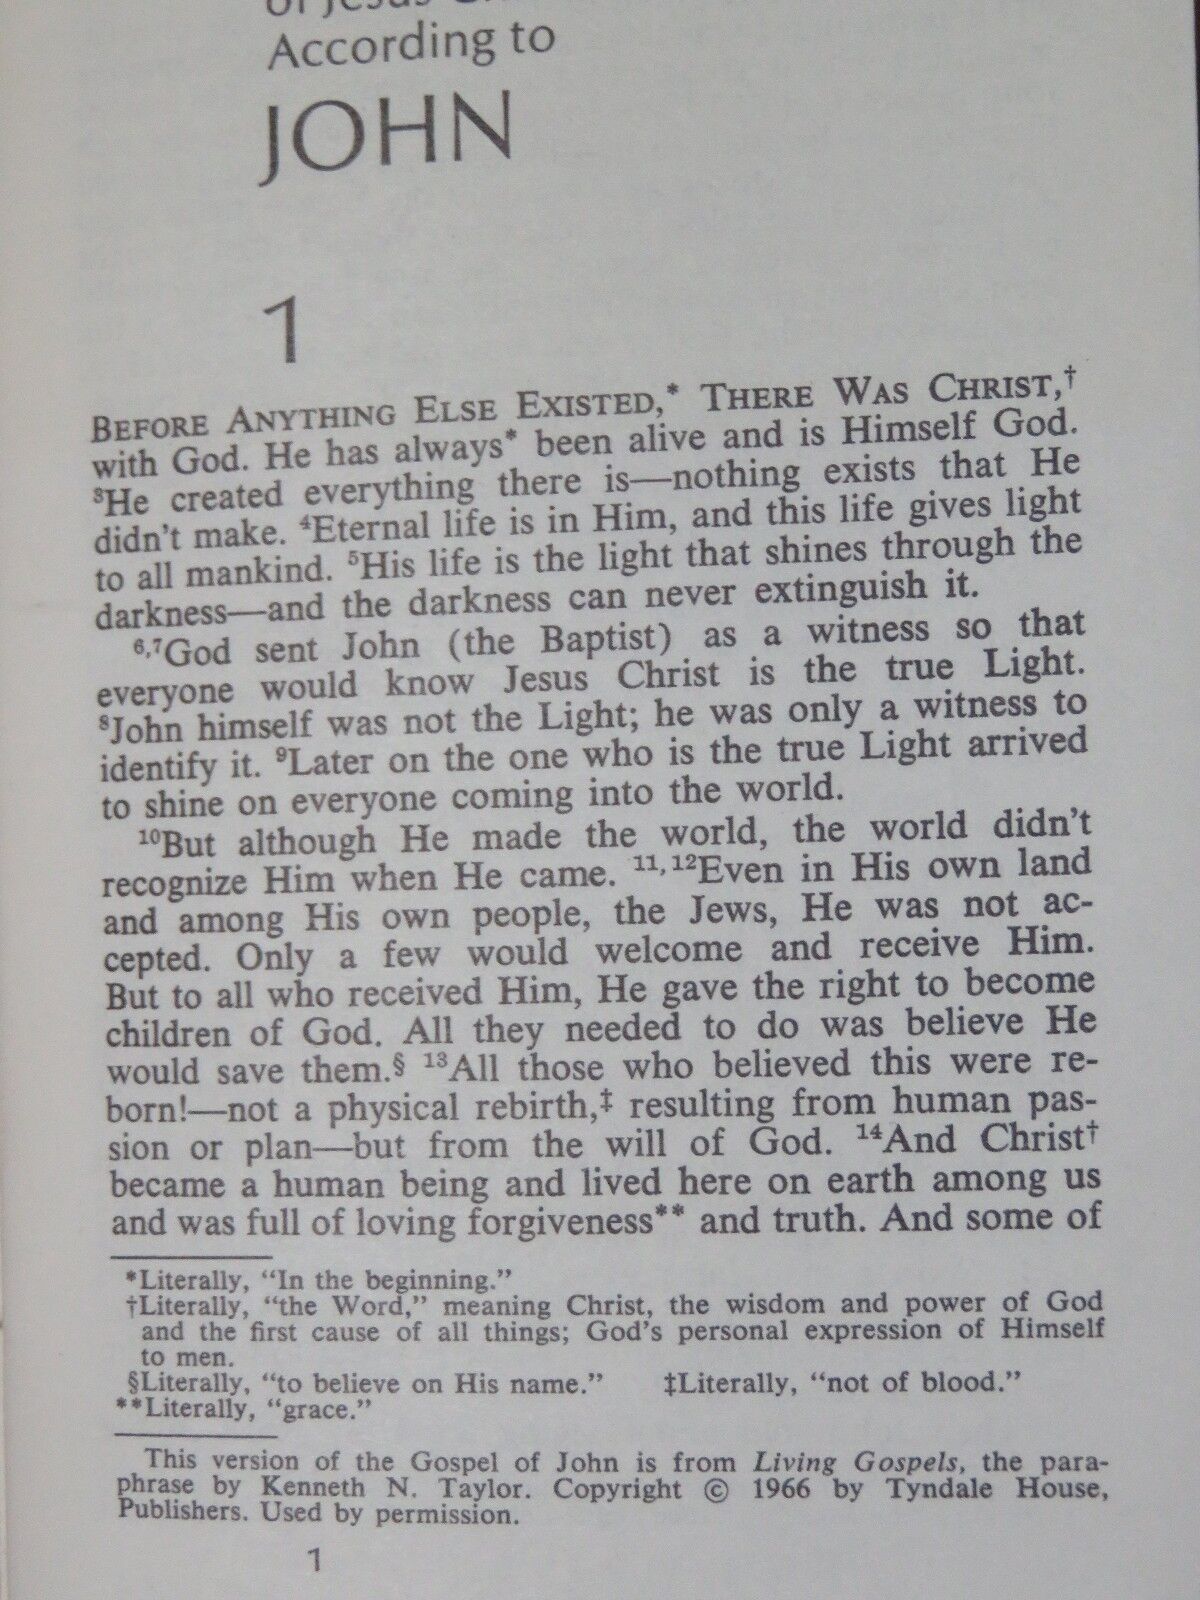 of Jesus
According to
JOHN
1
BEFORE ANYTHING ELSE EXISTED,* THERE WAS CHRIST,†
with God. He has always* been alive and is Himself God.
³He created everything there is—nothing exists that He
didn't make. ⁴Eternal life is in Him, and this life gives light
to all mankind. ⁵His life is the light that shines through the
darkness—and the darkness can never extinguish it.
⁶,⁷God sent John (the Baptist) as a witness so that
everyone would know Jesus Christ is the true Light.
⁸John himself was not the Light; he was only a witness to
identify it. ⁹Later on the one who is the true Light arrived
to shine on everyone coming into the world.
¹⁰But although He made the world, the world didn't
recognize Him when He came. ¹¹,¹²Even in His own land
and among His own people, the Jews, He was not ac-
cepted. Only a few would welcome and receive Him.
But to all who received Him, He gave the right to become
children of God. All they needed to do was believe He
would save them.§ ¹³All those who believed this were re-
born!—not a physical rebirth,‡ resulting from human pas-
sion or plan—but from the will of God. ¹⁴And Christ†
became a human being and lived here on earth among us
and was full of loving forgiveness** and truth. And some of
*Literally, "In the beginning."
†Literally, "the Word," meaning Christ, the wisdom and power of God
and the first cause of all things; God's personal expression of Himself
to men.
§Literally, "to believe on His name." ‡Literally, "not of blood."
**Literally, "grace."
This version of the Gospel of John is from Living Gospels, the para-
phrase by Kenneth N. Taylor. Copyright © 1966 by Tyndale House,
Publishers. Used by permission.
1